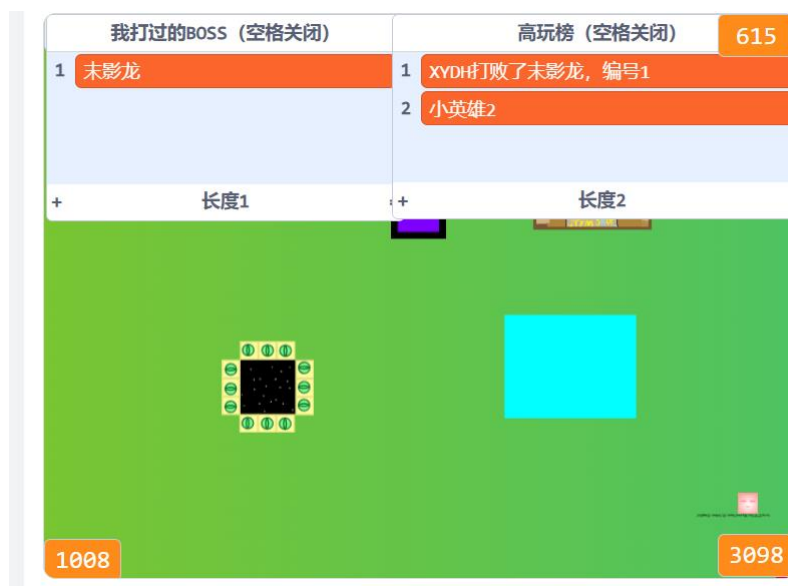 我打过的BOSS（空格关闭）
1 末影龙
+ 长度1
高玩榜（空格关闭）
615
1 XYDH打败了末影龙，编号1
2 小英雄2
+ 长度2
1008
3098